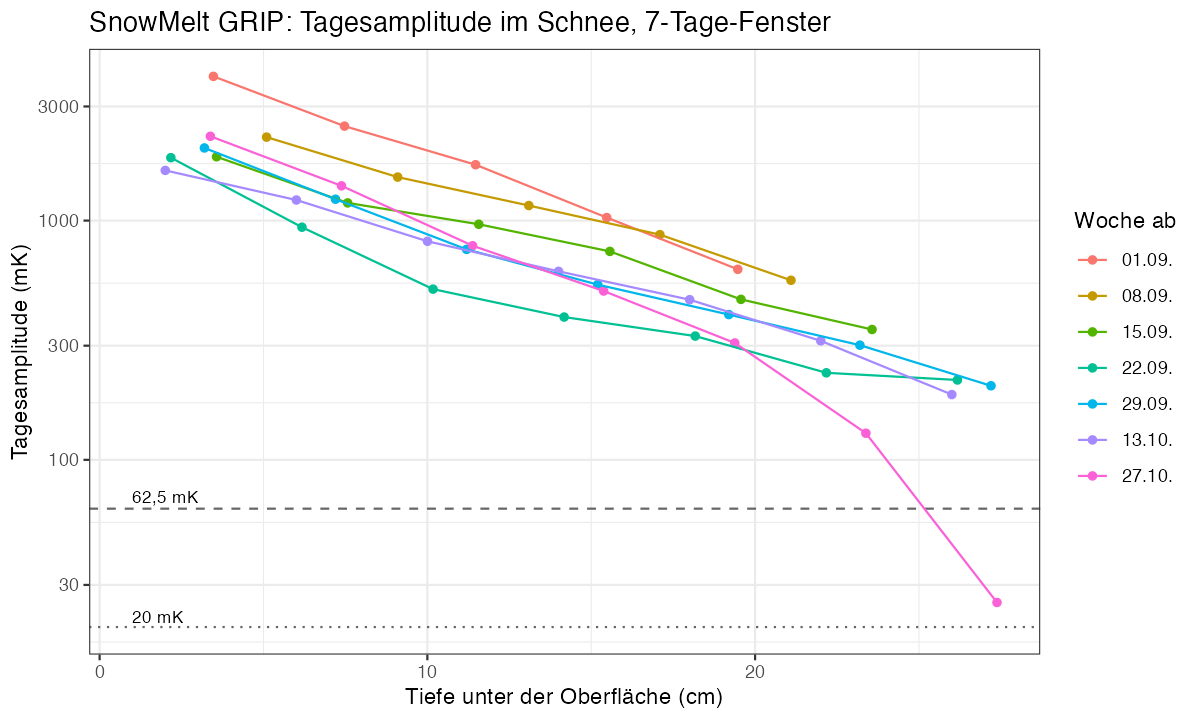 SnowMelt GRIP: Tagesamplitude im Schnee, 7-Tage-Fenster
Tagesamplitude (mK)
3000
1000
300
100
30
62,5 mK
20 mK
0
10
20
Tiefe unter der Oberfläche (cm)
Woche ab
01.09.
08.09.
15.09.
22.09.
29.09.
13.10.
27.10.